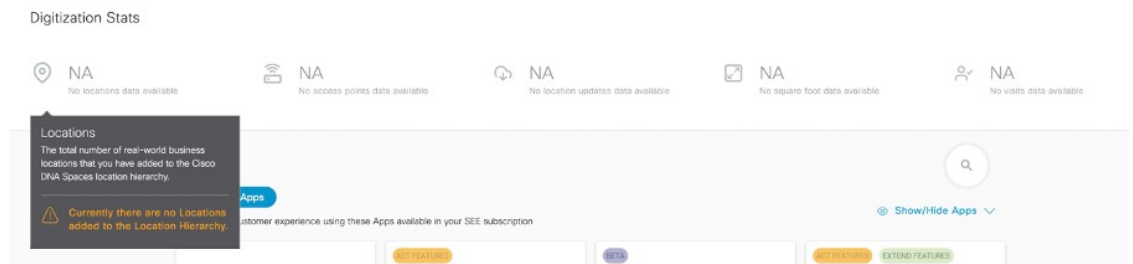 Digitization Stats
NA
No locations data available
NA
No access points data available
NA
No location updates data available
NA
No square foot data available
NA
No visits data available
Locations
The total number of real-world business
locations that you have added to the Cisco
DNA Spaces location hierarchy.
Currently there are no Locations
added to the Location Hierarchy.
Apps
ustomer experience using these Apps available in your SEE subscription
Show/Hide Apps
ACT FEATURES
BETA
ACT FEATURES
EXTEND FEATURES